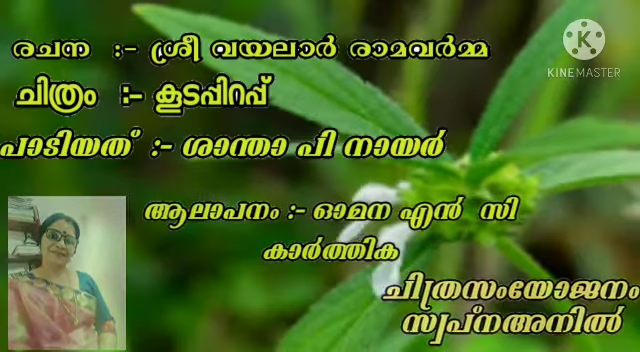 രചന :- ശ്രീ വയലാർ രാമവർമ്മ
KINEMASTER
ചിത്രം :- കൂടപ്പിറപ്പ്
പാടിയത് :- ശാന്താ പി നായർ
ആലാപനം :- ഓമന എൻ സി
കാർത്തിക
ചിത്രസംയോജനം
സ്വപ്നഅനിൽ